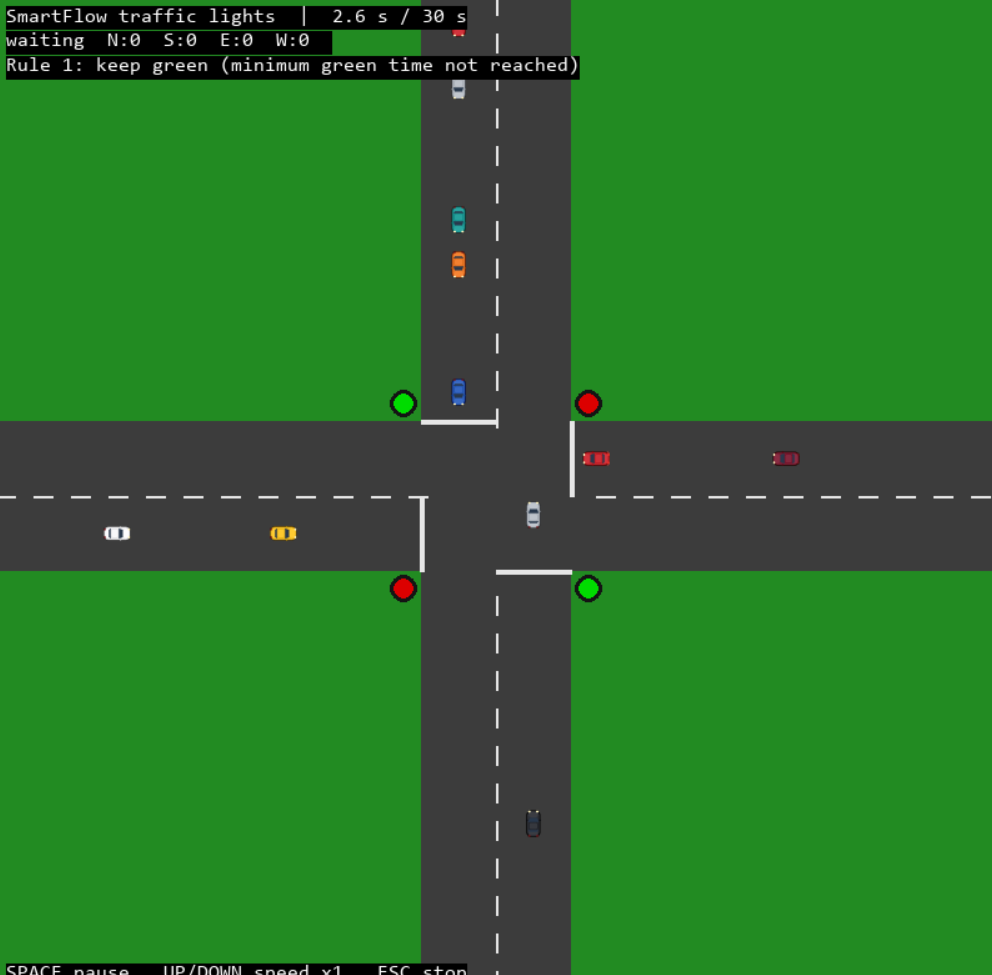 SmartFlow traffic lights | 2.6 s / 30 s
waiting N:0 S:0 E:0 W:0
Rule 1: keep green (minimum green time not reached)
SPACE pause UP/DOWN speed x1 ESC stop